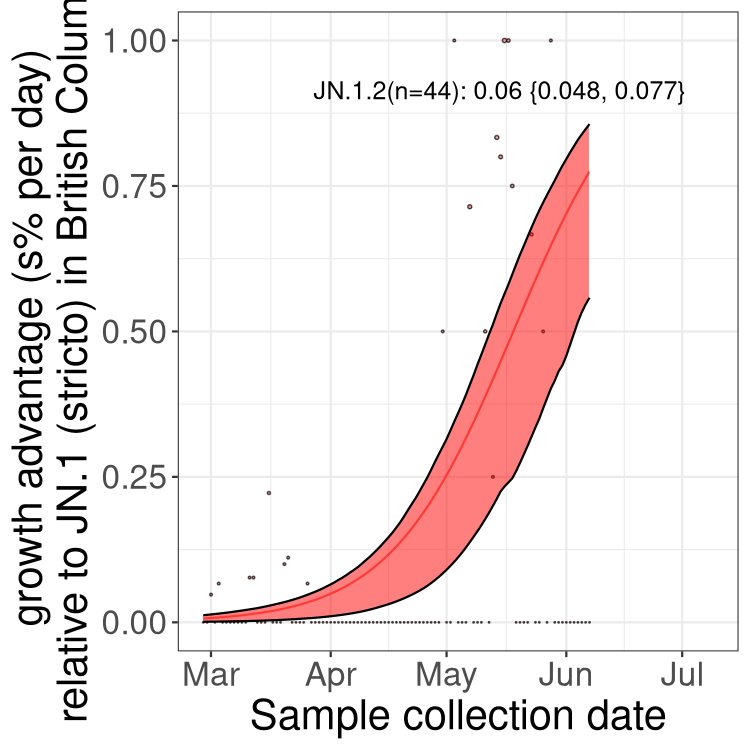 growth advantage (s% per day)
relative to JN.1 (stricto) in British Colum
1.00
0.75
0.50
0.25
0.00
JN.1.2(n=44): 0.06 {0.048, 0.077}
Mar Apr May Jun Jul
Sample collection date